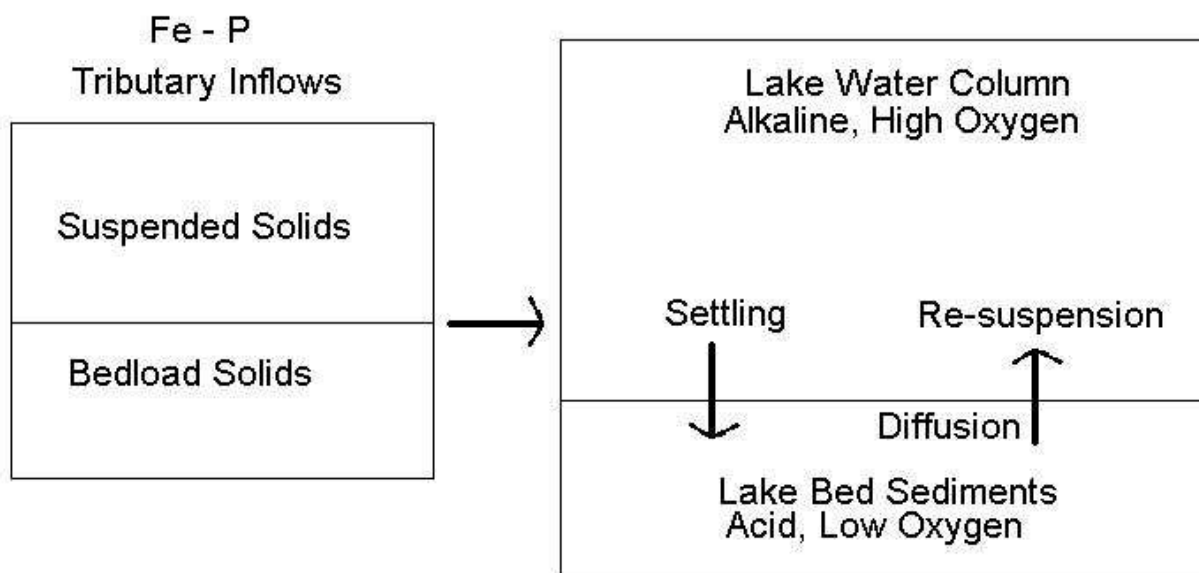 Fe - P
Tributary Inflows
Suspended Solids
Bedload Solids
Lake Water Column
Alkaline, High Oxygen
Settling
Re-suspension
Diffusion
Lake Bed Sediments
Acid, Low Oxygen